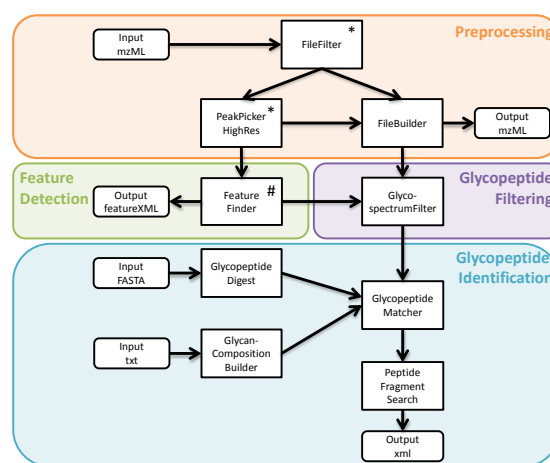 Preprocessing
Input
mzML
FileFilter *
PeakPicker *
HighRes
FileBuilder
Output
mzML
Feature
Detection
Glycopeptide
Filtering
Output
featureXML
Feature #
Finder
Glyco-
spectrumFilter
Glycopeptide
Identification
Input
FASTA
Glycopeptide
Digest
Glycopeptide
Matcher
Input
txt
Glycan-
Composition
Builder
Peptide
Fragment
Search
Output
xml